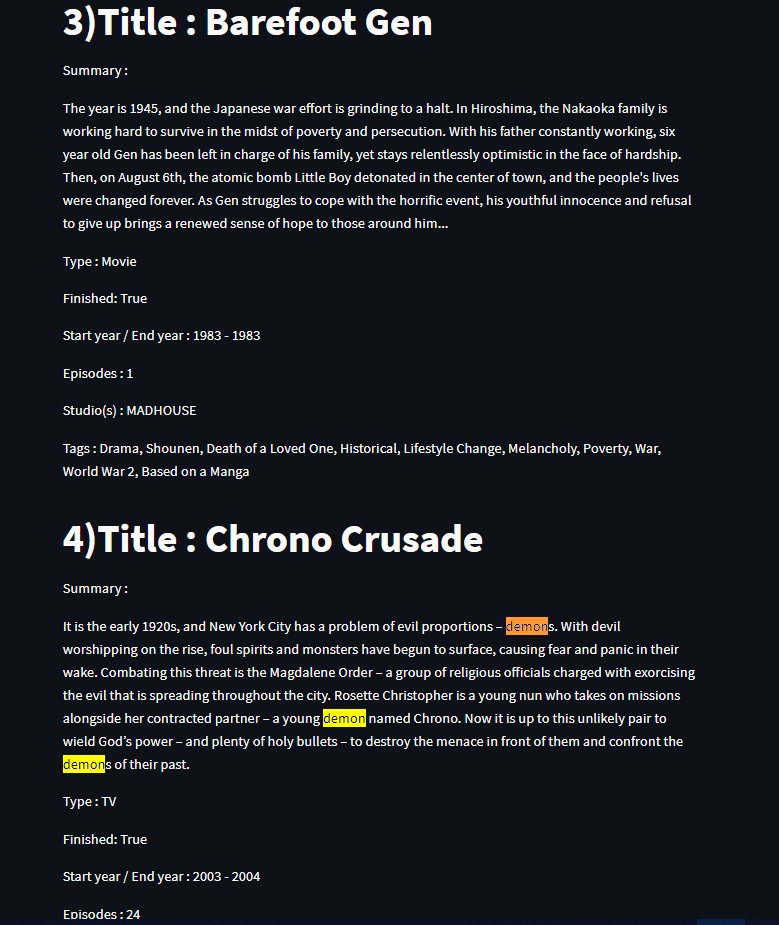 3)Title : Barefoot Gen
Summary :
The year is 1945, and the Japanese war effort is grinding to a halt. In Hiroshima, the Nakaoka family is
working hard to survive in the midst of poverty and persecution. With his father constantly working, six
year old Gen has been left in charge of his family, yet stays relentlessly optimistic in the face of hardship.
Then, on August 6th, the atomic bomb Little Boy detonated in the center of town, and the people's lives
were changed forever. As Gen struggles to cope with the horrific event, his youthful innocence and refusal
to give up brings a renewed sense of hope to those around him...
Type : Movie
Finished: True
Start year / End year : 1983 - 1983
Episodes : 1
Studio(s) : MADHOUSE
Tags : Drama, Shounen, Death of a Loved One, Historical, Lifestyle Change, Melancholy, Poverty, War,
World War 2, Based on a Manga
4)Title : Chrono Crusade
Summary :
It is the early 1920s, and New York City has a problem of evil proportions – demons. With devil
worshipping on the rise, foul spirits and monsters have begun to surface, causing fear and panic in their
wake. Combating this threat is the Magdalene Order – a group of religious officials charged with exorcising
the evil that is spreading throughout the city. Rosette Christopher is a young nun who takes on missions
alongside her contracted partner – a young demon named Chrono. Now it is up to this unlikely pair to
wield God’s power – and plenty of holy bullets – to destroy the menace in front of them and confront the
demons of their past.
Type : TV
Finished: True
Start year / End year : 2003 - 2004
Episodes : 24